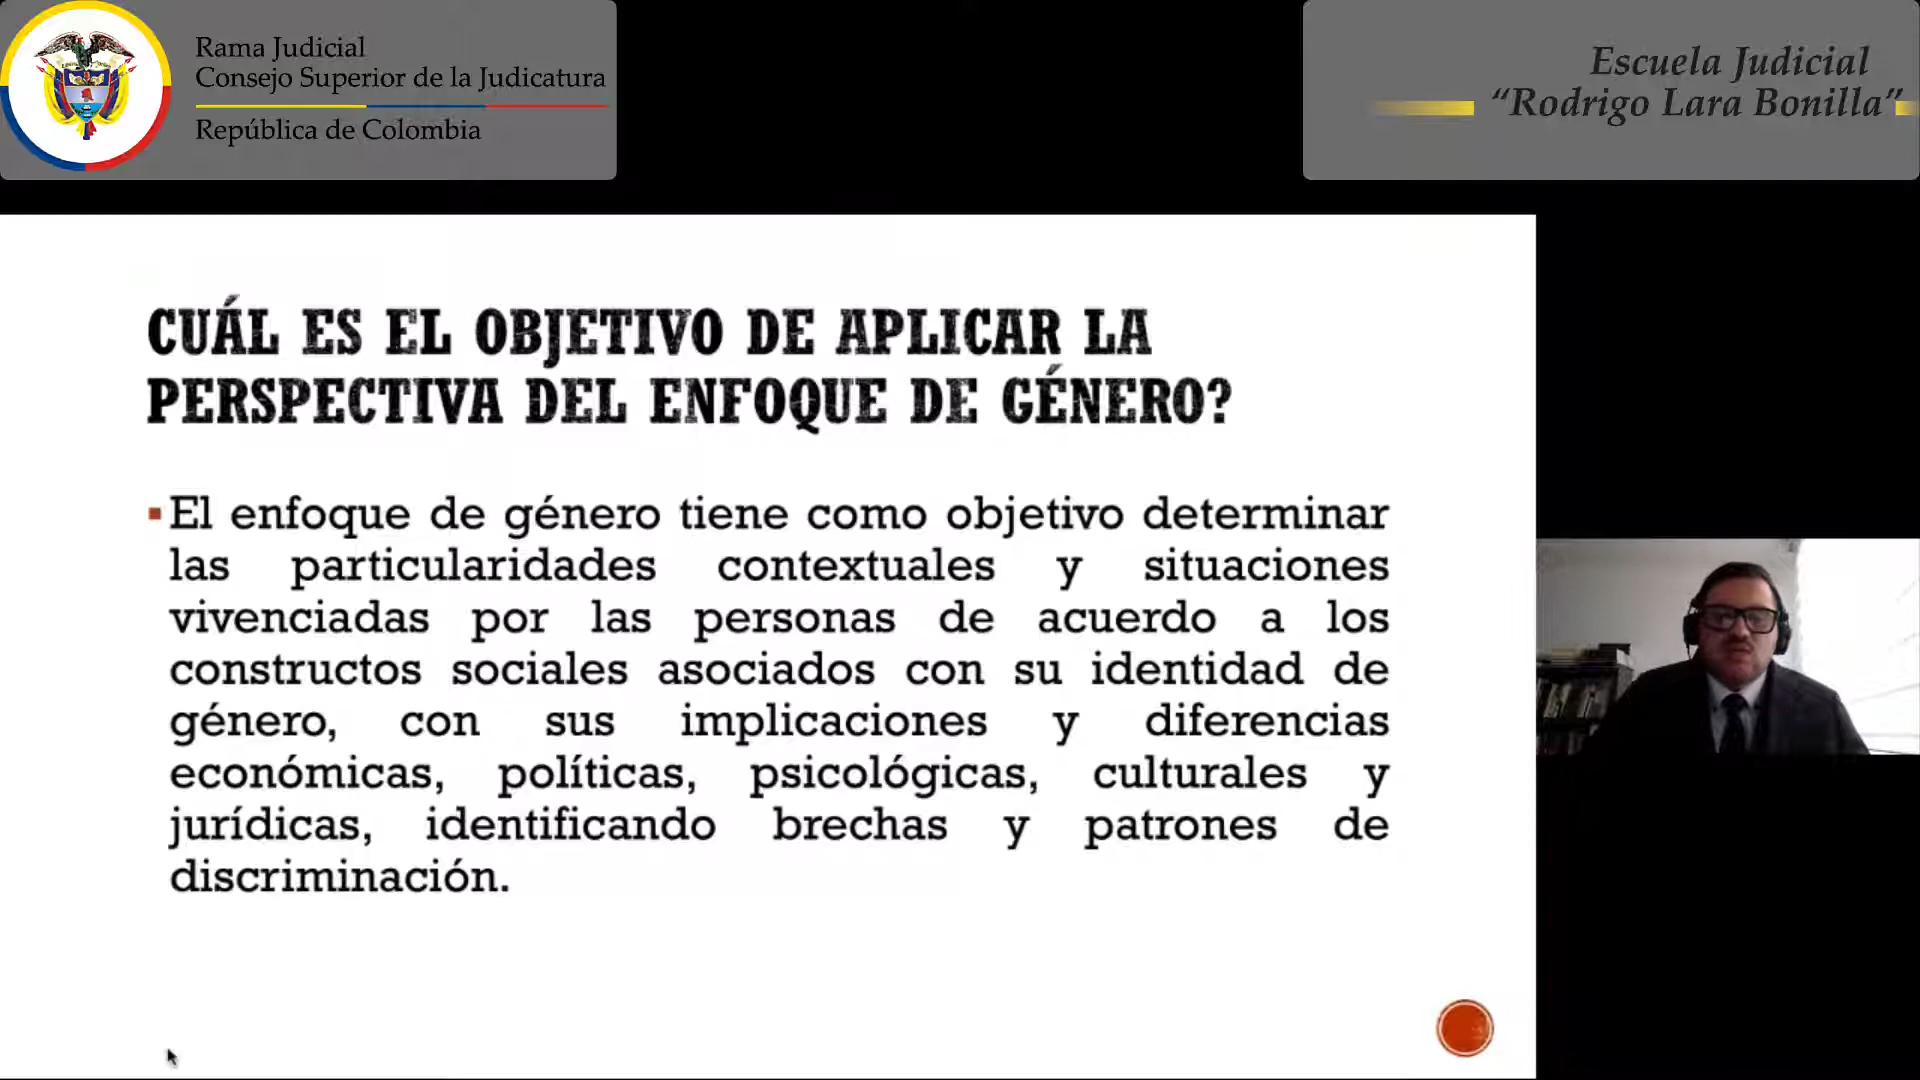 Rama Judicial
Consejo Superior de la Judicatura
República de Colombia
Escuela Judicial
“Rodrigo Lara Bonilla”
CUÁL ES EL OBJETIVO DE APLICAR LA
PERSPECTIVA DEL ENFOQUE DE GÉNERO?
▪El enfoque de género tiene como objetivo determinar
las particularidades contextuales y situaciones
vivenciadas por las personas de acuerdo a los
constructos sociales asociados con su identidad de
género, con sus implicaciones y diferencias
económicas, políticas, psicológicas, culturales y
jurídicas, identificando brechas y patrones de
discriminación.